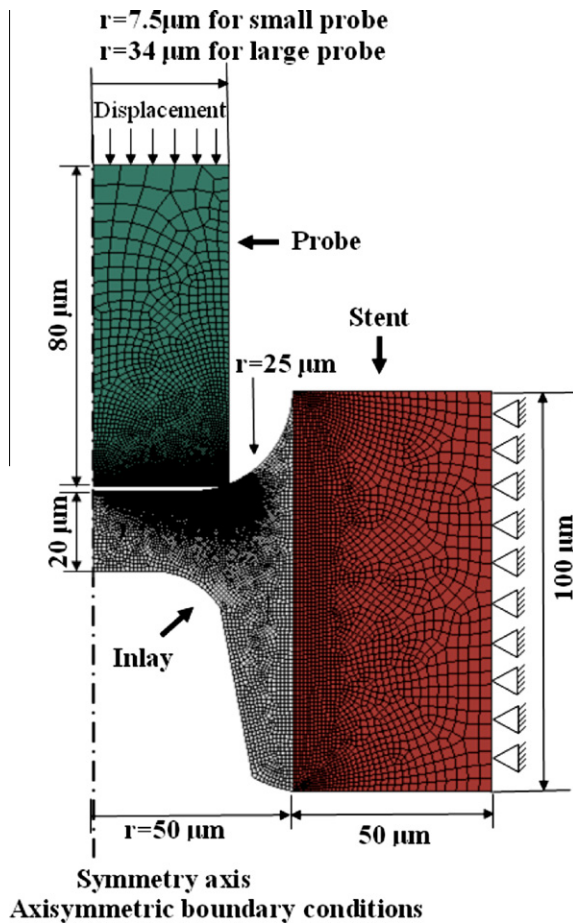 r=7.5μm for small probe
r=34 μm for large probe
Displacement
Probe
80 μm
Stent
r=25 μm
20 μm
100 μm
Inlay
r=50 μm
50 μm
Symmetry axis
Axisymmetric boundary conditions